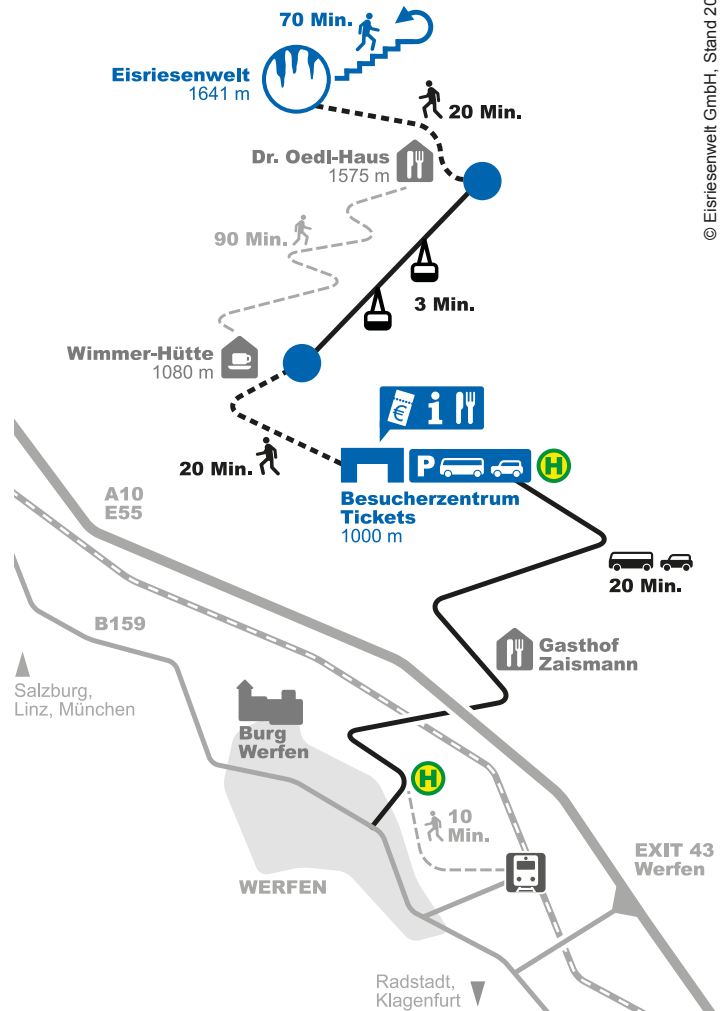 70 Min.
Eisriesenwelt
1641 m
20 Min.
Dr. Oedl-Haus
1575 m
90 Min.
3 Min.
Wimmer-Hütte
1080 m
€ i
20 Min.
P
H
Besucherzentrum
Tickets
1000 m
A10
E55
20 Min.
B159
Gasthof
Zaismann
Salzburg,
Linz, München
Burg
Werfen
H
10
Min.
EXIT 43
Werfen
WERFEN
Radstadt,
Klagenfurt
© Eisriesenwelt GmbH, Stand